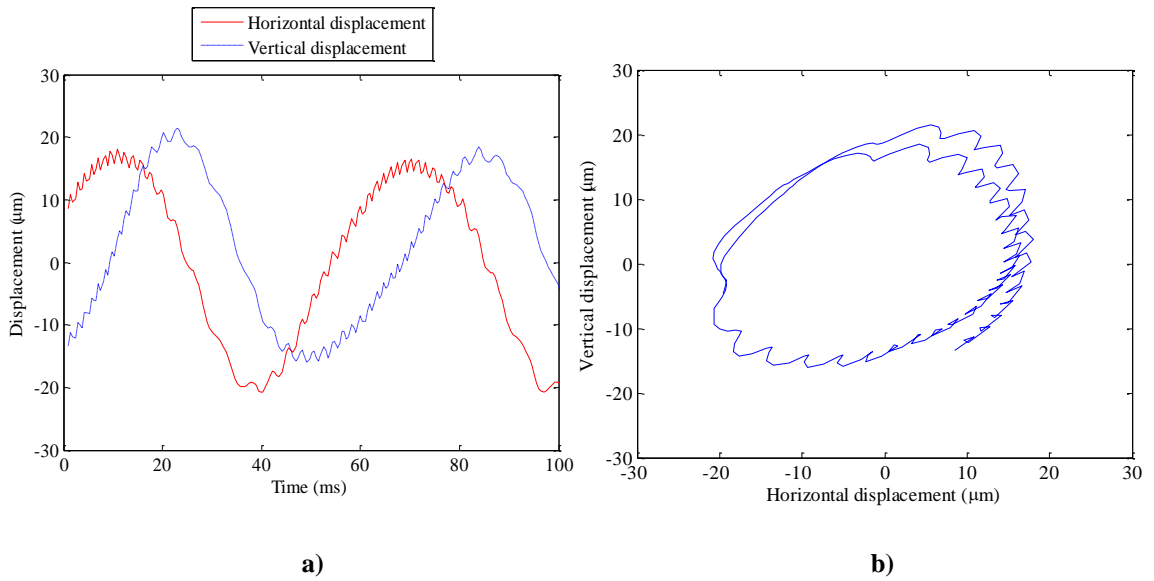 Horizontal displacement
Vertical displacement
30
20
10
0
-10
-20
-30
Displacement (μm)
0 20 40 60 80 100
Time (ms)
a)
30
20
10
0
-10
-20
-30
Vertical displacement (μm)
-30 -20 -10 0 10 20 30
Horizontal displacement (μm)
b)